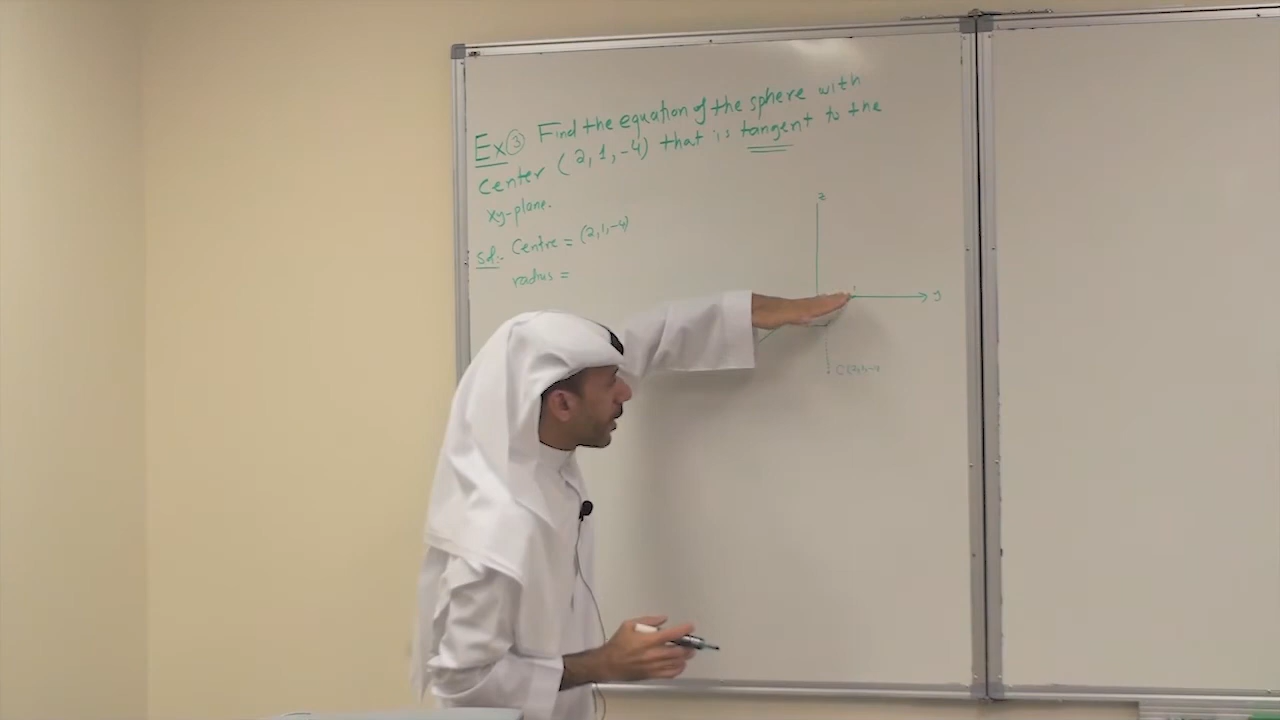 Ex③ Find the equation of the sphere with
center (2, 1, -4) that is tangent to the
xy-plane.
Sol:- Centre = (2, 1, -4)
radius =
z
y